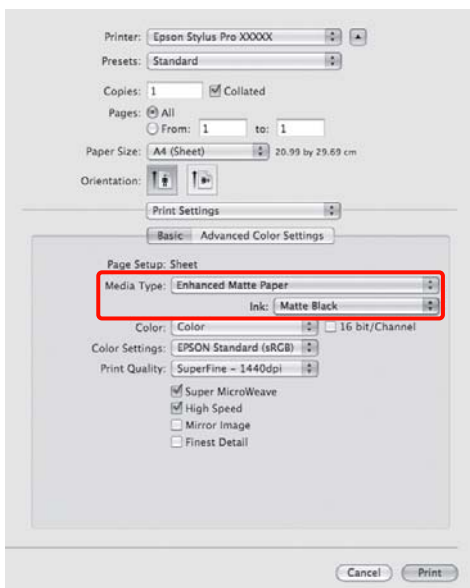 Printer: Epson Stylus Pro XXXXX
Presets: Standard
Copies: 1 Collated
Pages: All
From: 1 to: 1
Paper Size: A4 (Sheet) 20.99 by 29.69 cm
Orientation:
Print Settings
Basic Advanced Color Settings
Page Setup: Sheet
Media Type: Enhanced Matte Paper
Ink: Matte Black
Color: Color 16 bit/Channel
Color Settings: EPSON Standard (sRGB)
Print Quality: SuperFine - 1440dpi
Super MicroWeave
High Speed
Mirror Image
Finest Detail
Cancel Print